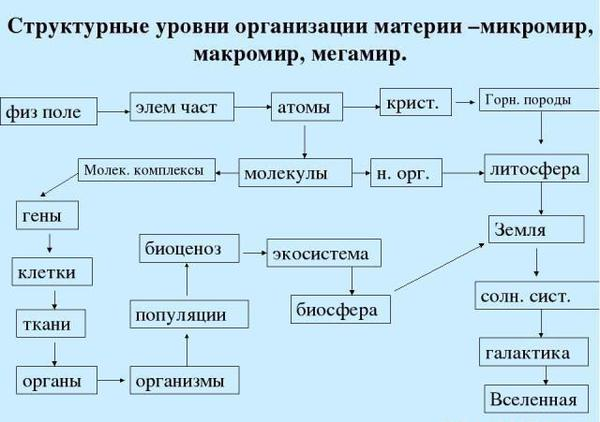 Структурные уровни организации материи –микромир,
макромир, мегамир.
физ поле
элем част
атомы
крист.
Горн. породы
Молек. комплексы
молекулы
н. орг.
литосфера
гены
биоценоз
экосистема
Земля
клетки
биосфера
солн. сист.
ткани
популяции
галактика
органы
организмы
Вселенная